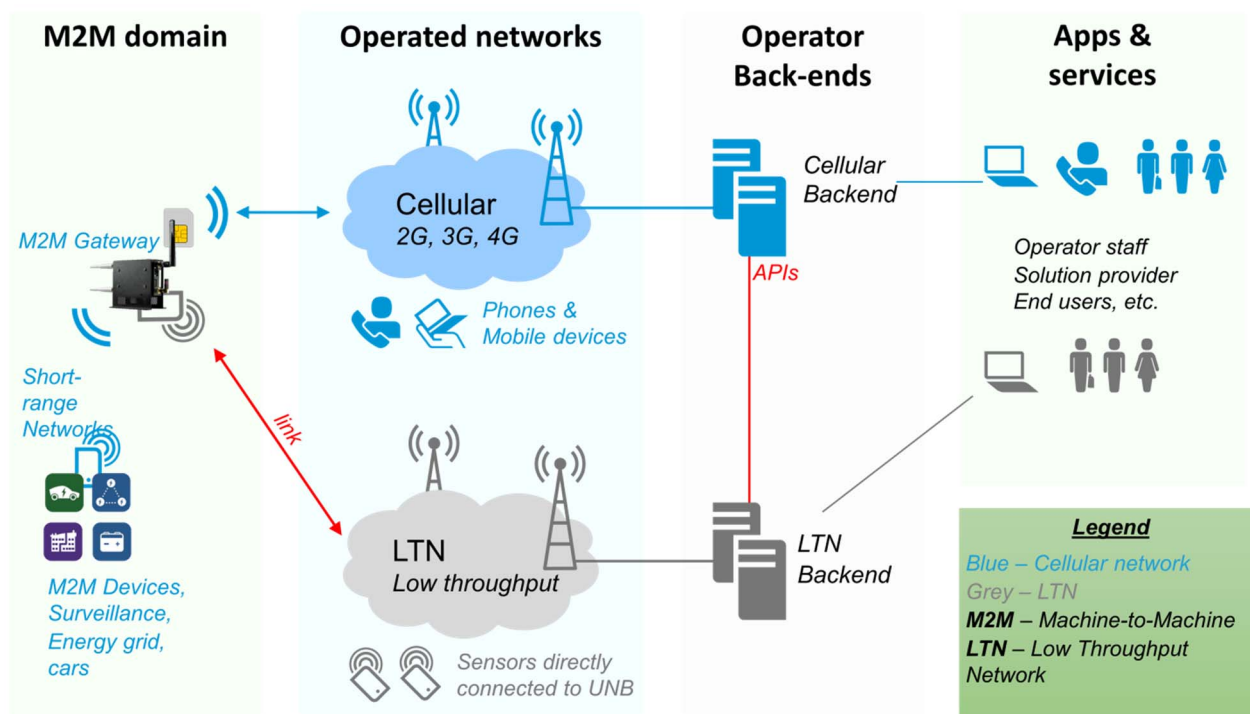 M2M domain
Operated networks
Operator
Back-ends
Apps &
services
M2M Gateway
Short-
range
Networks
M2M Devices,
Surveillance,
Energy grid,
cars
Cellular
2G, 3G, 4G
Phones &
Mobile devices
link
LTN
Low throughput
Sensors directly
connected to UNB
Cellular
Backend
APIs
LTN
Backend
Operator staff
Solution provider
End users, etc.
Legend
Blue – Cellular network
Grey – LTN
M2M – Machine-to-Machine
LTN – Low Throughput
Network